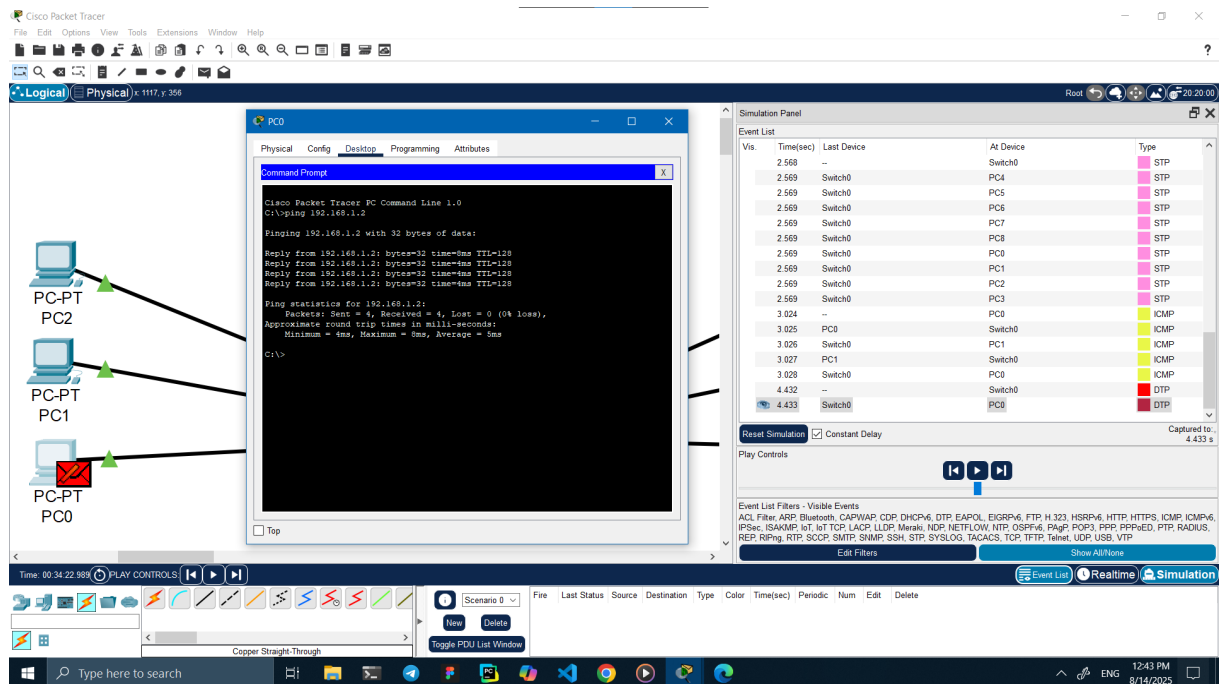 Cisco Packet Tracer
File Edit Options View Tools Extensions Window Help
?
Logical Physical x: 1117, y: 356
Root 20:20:00
PC0
Physical Config Desktop Programming Attributes
Command Prompt X
Cisco Packet Tracer PC Command Line 1.0
C:\>ping 192.168.1.2
Pinging 192.168.1.2 with 32 bytes of data:
Reply from 192.168.1.2: bytes=32 time=8ms TTL=128
Reply from 192.168.1.2: bytes=32 time=4ms TTL=128
Reply from 192.168.1.2: bytes=32 time=4ms TTL=128
Reply from 192.168.1.2: bytes=32 time=4ms TTL=128
Ping statistics for 192.168.1.2:
Packets: Sent = 4, Received = 4, Lost = 0 (0% loss),
Approximate round trip times in milli-seconds:
Minimum = 4ms, Maximum = 8ms, Average = 5ms
C:\>
Top
PC-PT
PC2
PC-PT
PC1
PC-PT
PC0
Simulation Panel
Event List
Vis. Time(sec) Last Device At Device Type
2.568 -- Switch0 STP
2.569 Switch0 PC4 STP
2.569 Switch0 PC5 STP
2.569 Switch0 PC6 STP
2.569 Switch0 PC7 STP
2.569 Switch0 PC8 STP
2.569 Switch0 PC0 STP
2.569 Switch0 PC1 STP
2.569 Switch0 PC2 STP
2.569 Switch0 PC3 STP
3.024 -- PC0 ICMP
3.025 PC0 Switch0 ICMP
3.026 Switch0 PC1 ICMP
3.027 PC1 Switch0 ICMP
3.028 Switch0 PC0 ICMP
4.432 -- Switch0 DTP
4.433 Switch0 PC0 DTP
Reset Simulation Constant Delay Captured to:
4.433 s
Play Controls
Event List Filters - Visible Events
ACL Filter, ARP, Bluetooth, CAPWAP, CDP, DHCPv6, DTP, EAPOL, EIGRPv6, FTP, H.323, HSRPv6, HTTP, HTTPS, ICMP, ICMPv6,
IPSec, ISAKMP, IoT, IoT TCP, LACP, LLDP, Meraki, NDP, NETFLOW, NTP, OSPFv6, PAgP, POP3, PPP, PPPoED, PTP, RADIUS,
REP, RIPng, RTP, SCCP, SMTP, SNMP, SSH, STP, SYSLOG, TACACS, TCP, TFTP, Telnet, UDP, USB, VTP
Edit Filters Show All/None
Time: 00:34:22.989 PLAY CONTROLS: Event List Realtime Simulation
Scenario 0 Fire Last Status Source Destination Type Color Time(sec) Periodic Num Edit Delete
New Delete
Toggle PDU List Window
Copper Straight-Through
Type here to search
ENG
12:43 PM
8/14/2025